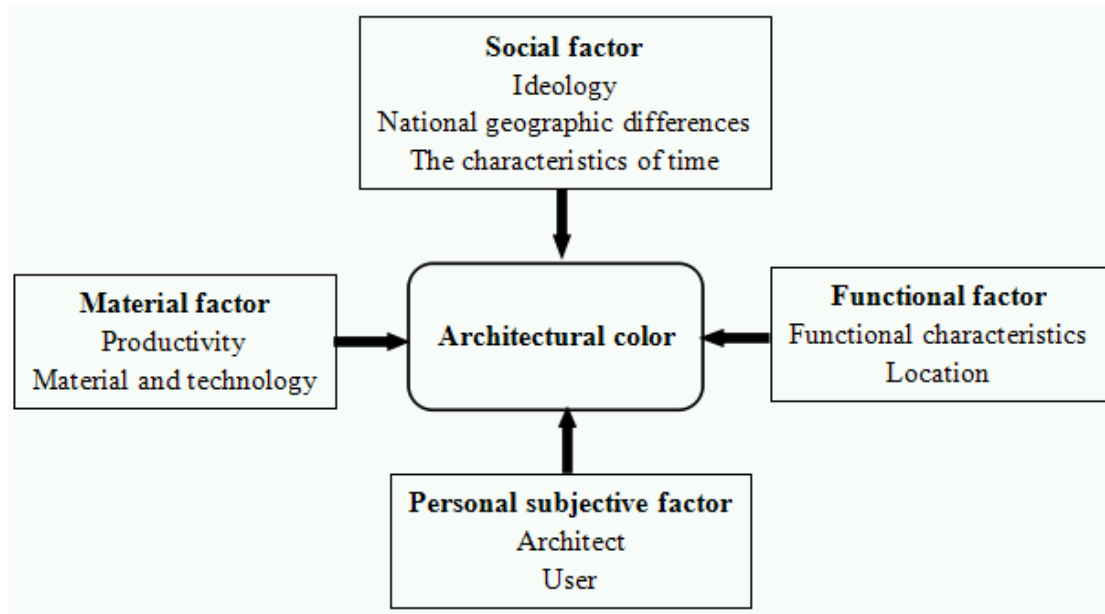 Social factor
Ideology
National geographic differences
The characteristics of time
Material factor
Productivity
Material and technology
Architectural color
Functional factor
Functional characteristics
Location
Personal subjective factor
Architect
User